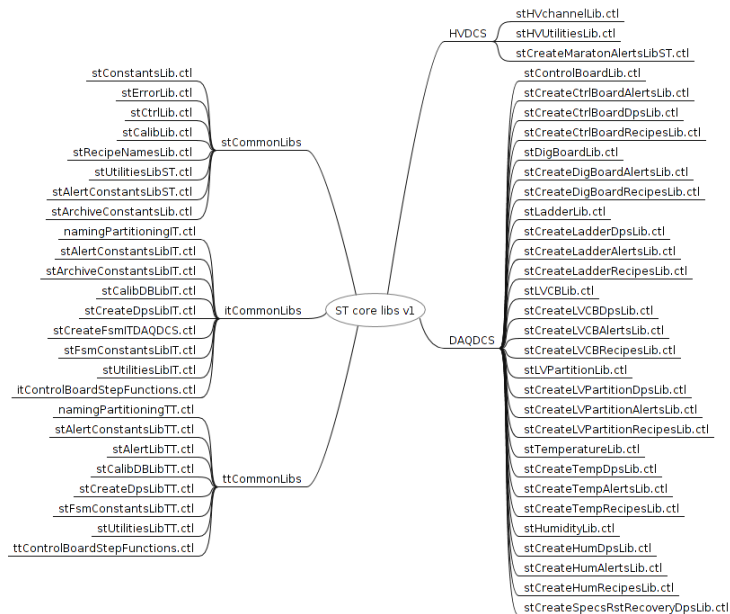 ST core libs v1
stCommonLibs
stConstantsLib.ctl
stErrorLib.ctl
stCtrlLib.ctl
stCalibLib.ctl
stRecipeNamesLib.ctl
stUtilitiesLibST.ctl
stAlertConstantsLibST.ctl
stArchiveConstantsLib.ctl
itCommonLibs
namingPartitioningIT.ctl
stAlertConstantsLibIT.ctl
stArchiveConstantsLibIT.ctl
stCalibDBLibIT.ctl
stCreateDpsLibIT.ctl
stCreateFsmITDAQDCS.ctl
stFsmConstantsLibIT.ctl
stUtilitiesLibIT.ctl
itControlBoardStepFunctions.ctl
ttCommonLibs
namingPartitioningTT.ctl
stAlertConstantsLibTT.ctl
stAlertLibTT.ctl
stCalibDBLibTT.ctl
stCreateDpsLibTT.ctl
stFsmConstantsLibTT.ctl
stUtilitiesLibTT.ctl
ttControlBoardStepFunctions.ctl
HVDCS
stHVchannelLib.ctl
stHVUtilitiesLib.ctl
stCreateMaratonAlertsLibST.ctl
DAQDCS
stControlBoardLib.ctl
stCreateCtrlBoardAlertsLib.ctl
stCreateCtrlBoardDpsLib.ctl
stCreateCtrlBoardRecipesLib.ctl
stDigBoardLib.ctl
stCreateDigBoardAlertsLib.ctl
stCreateDigBoardRecipesLib.ctl
stLadderLib.ctl
stCreateLadderDpsLib.ctl
stCreateLadderAlertsLib.ctl
stCreateLadderRecipesLib.ctl
stLVCBLib.ctl
stCreateLVCBDpsLib.ctl
stCreateLVCBAlertsLib.ctl
stCreateLVCBRecipesLib.ctl
stLVPartitionLib.ctl
stCreateLVPartitionDpsLib.ctl
stCreateLVPartitionAlertsLib.ctl
stCreateLVPartitionRecipesLib.ctl
stTemperatureLib.ctl
stCreateTempDpsLib.ctl
stCreateTempAlertsLib.ctl
stCreateTempRecipesLib.ctl
stHumidityLib.ctl
stCreateHumDpsLib.ctl
stCreateHumAlertsLib.ctl
stCreateHumRecipesLib.ctl
stCreateSpecsRstRecoveryDpsLib.ctl